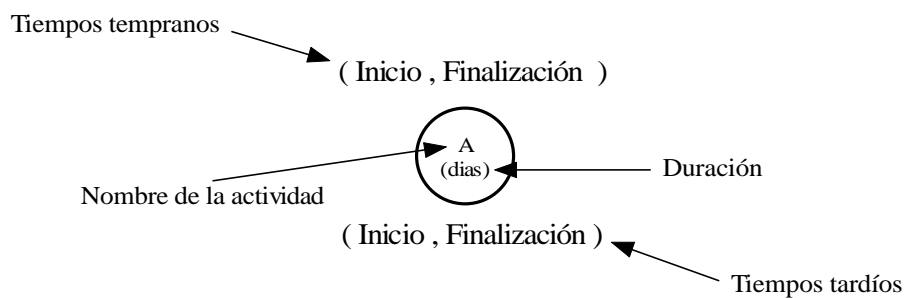 Tiempos tempranos
( Inicio , Finalización )
A
(dias)
Duración
Nombre de la actividad
( Inicio , Finalización )
Tiempos tardíos